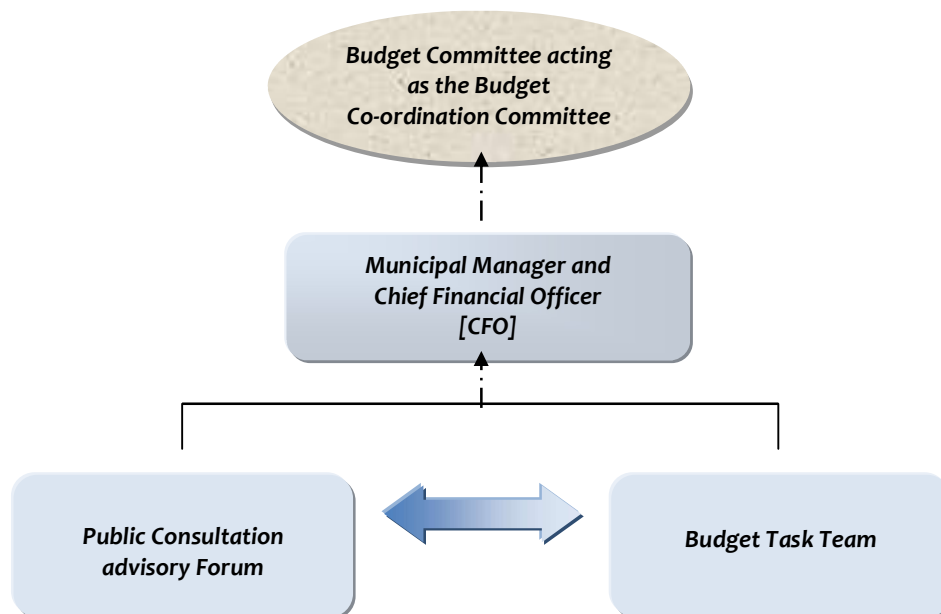 Budget Committee acting
as the Budget
Co-ordination Committee
Municipal Manager and
Chief Financial Officer
[CFO]
Public Consultation
advisory Forum
Budget Task Team